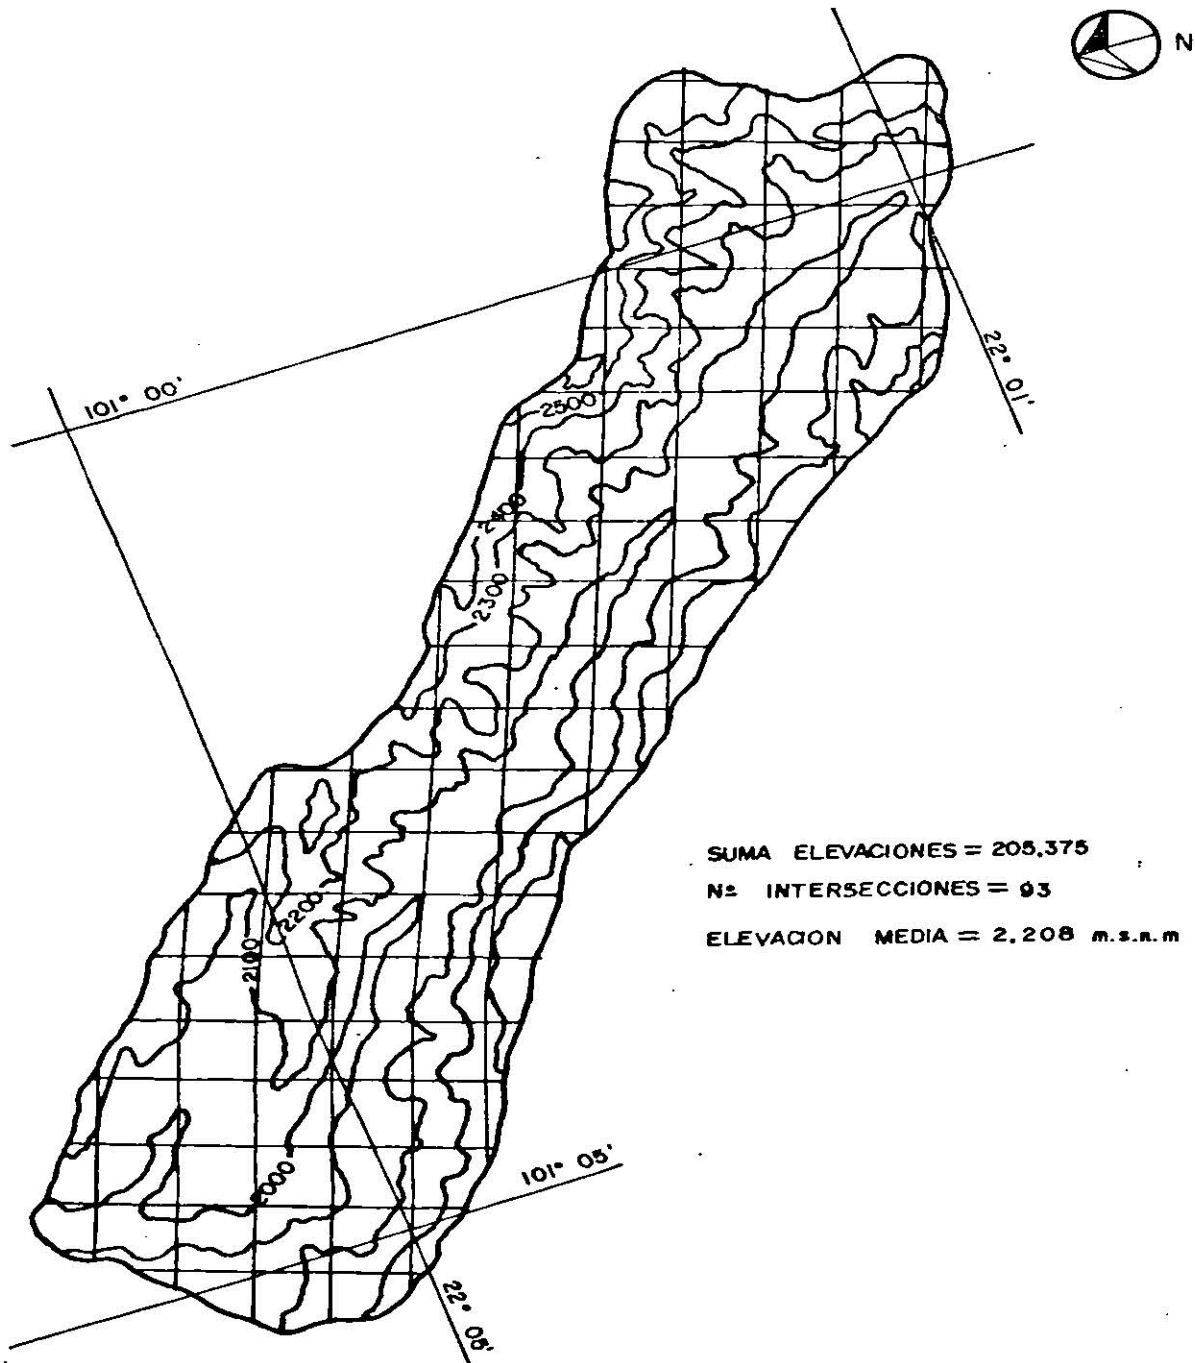 N
22° 01'
101° 00'
2500
2400
2300
SUMA ELEVACIONES = 205,375
Nº INTERSECCIONES = 93
ELEVACION MEDIA = 2,208 m.s.n.m
2200
2100
101° 05'
2000
22° 05'